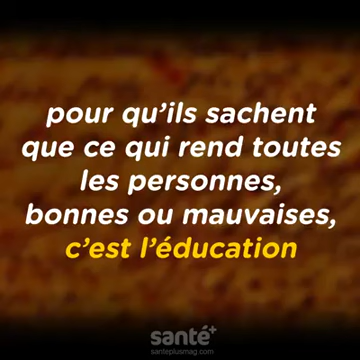 pour qu’ils sachent
que ce qui rend toutes
les personnes,
bonnes ou mauvaises,
c’est l’éducation
santé+
santeplusmag.com